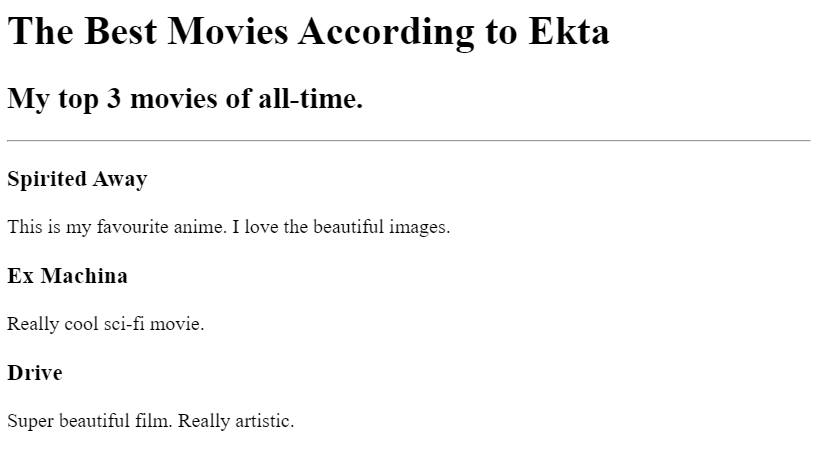 The Best Movies According to Ekta
My top 3 movies of all-time.
Spirited Away
This is my favourite anime. I love the beautiful images.
Ex Machina
Really cool sci-fi movie.
Drive
Super beautiful film. Really artistic.